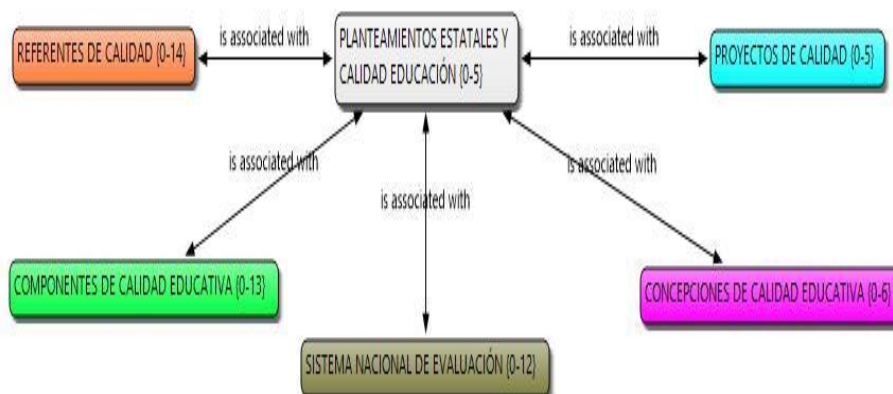 REFERENTES DE CALIDAD {0-14}
is associated with
PLANTEAMIENTOS ESTATALES Y
CALIDAD EDUCACIÓN {0-5}
is associated with
PROYECTOS DE CALIDAD {0-5}
is associated with
is associated with
is associated with
COMPONENTES DE CALIDAD EDUCATIVA {0-13}
CONCEPCIONES DE CALIDAD EDUCATIVA {0-6}
SISTEMA NACIONAL DE EVALUACIÓN {0-12}